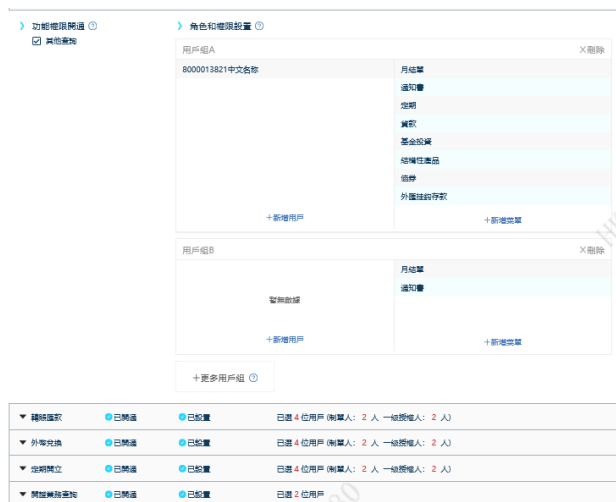 功能權限開通
其他查詢
角色和權限設置
用戶組A
刪除
8000013821中文名称
月結單
通知書
定期
貸款
基金投資
結構性產品
債券
外匯挂鈎存款
+新增用戶
+新增菜單
用戶組B
刪除
月結單
通知書
暫無數據
+新增用戶
+新增菜單
+更多用戶組
轉賬匯款 已開通 已設置 已選 4 位用戶 (制單人: 2 人 一級授權人: 2 人)
外幣兌換 已開通 已設置 已選 4 位用戶 (制單人: 2 人 一級授權人: 2 人)
定期開立 已開通 已設置 已選 4 位用戶 (制單人: 2 人 一級授權人: 2 人)
開證業務查詢 已開通 已設置 已選 2 位用戶